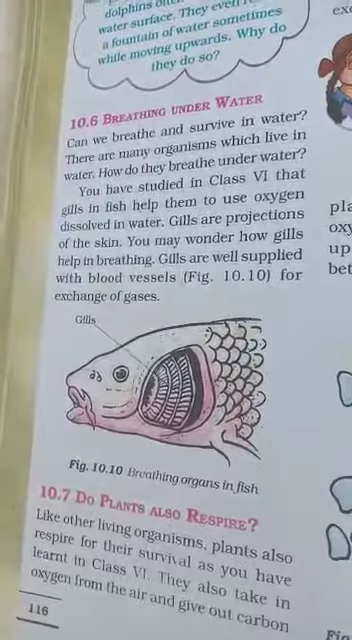 dolphins
water surface. They even
a fountain of water sometimes
while moving upwards. Why do
they do so?
10.6 BREATHING UNDER WATER
Can we breathe and survive in water?
There are many organisms which live in
water. How do they breathe under water?
You have studied in Class VI that
gills in fish help them to use oxygen
dissolved in water. Gills are projections
of the skin. You may wonder how gills
help in breathing. Gills are well supplied
with blood vessels (Fig. 10.10) for
exchange of gases.
Gills
Fig. 10.10 Breathing organs in fish
10.7 DO PLANTS ALSO RESPIRE?
Like other living organisms, plants also
respire for their survival as you have
learnt in Class VI. They also take in
oxygen from the air and give out carbon
116